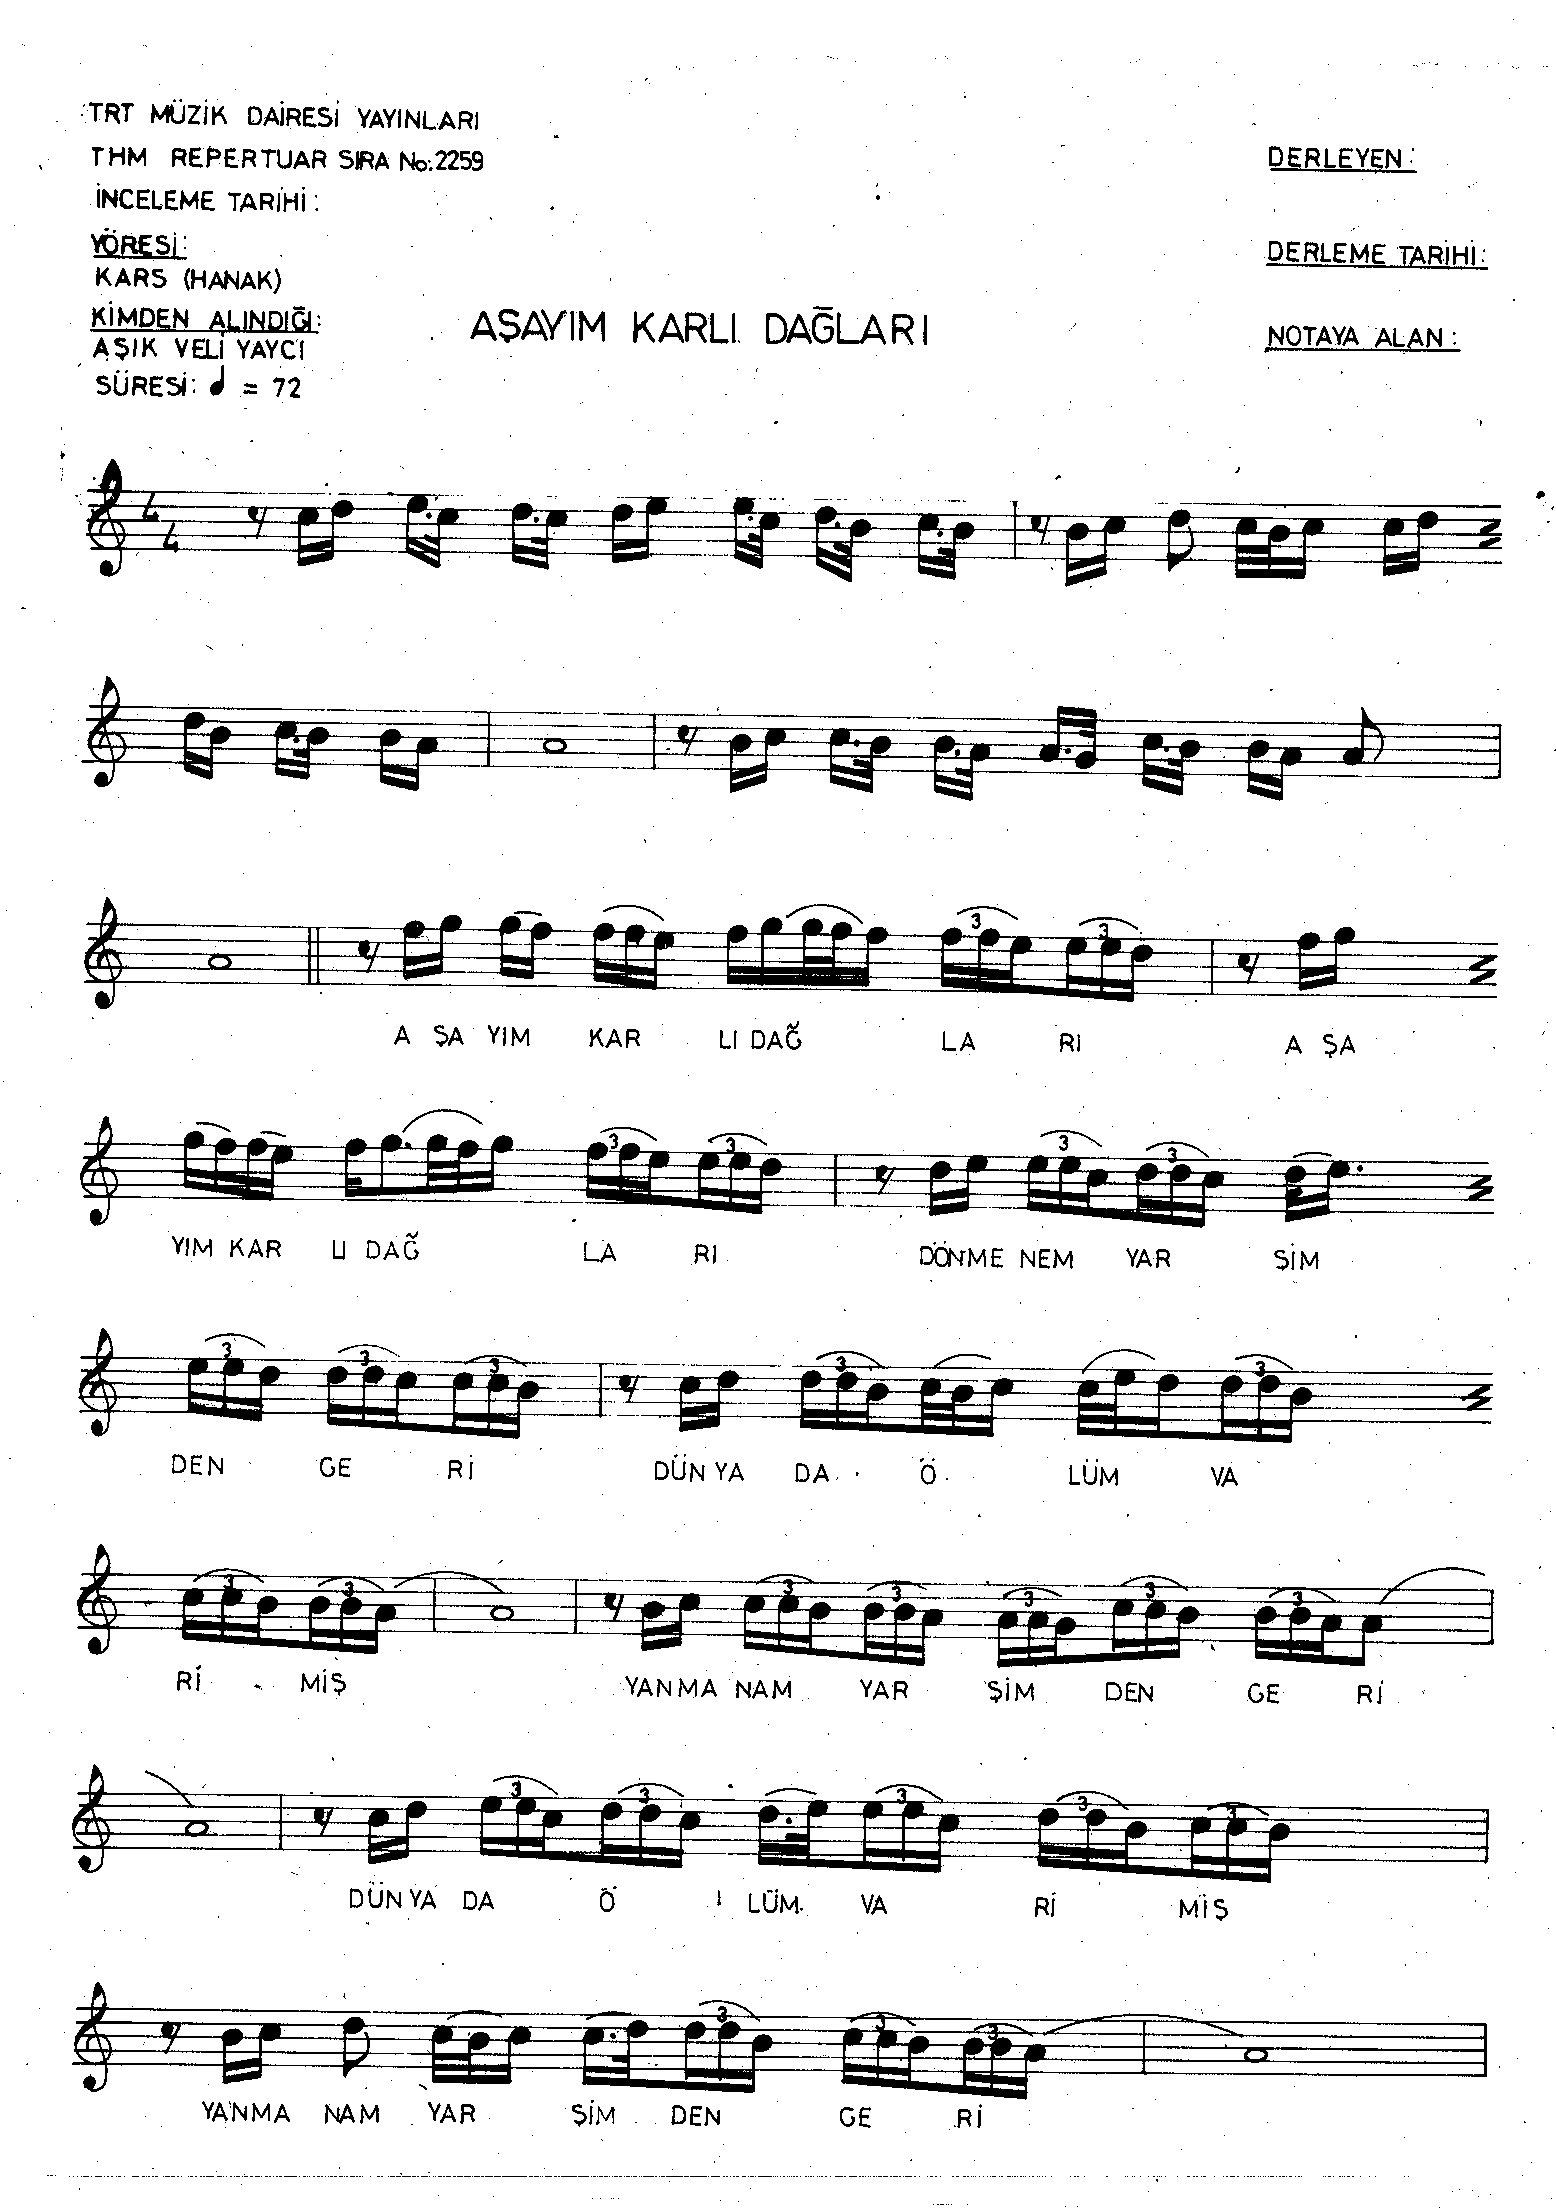 TRT MÜZİK DAİRESİ YAYINLARI
THM REPERTUAR SIRA No: 2259
İNCELEME TARİHİ :
YÖRESİ:
KARS (HANAK)
KİMDEN ALINDIĞI:
AŞIK VELİ YAYCI
SÜRESİ: ♩ = 72
DERLEYEN :
DERLEME TARİHİ :
NOTAYA ALAN :
AŞAYIM KARLI DAĞLARI
4
4
A ŞA YIM KAR LI DAĞ LA RI A ŞA
YIM KAR LI DAĞ LA RI DÖNME NEM YAR ŞİM
DEN GE Rİ DÜN YA DA Ö LÜM VA
Rİ MİŞ YANMA NAM YAR ŞİM DEN GE Rİ
DÜN YA DA Ö LÜM VA Rİ MİŞ
YANMA NAM YAR ŞİM DEN GE Rİ